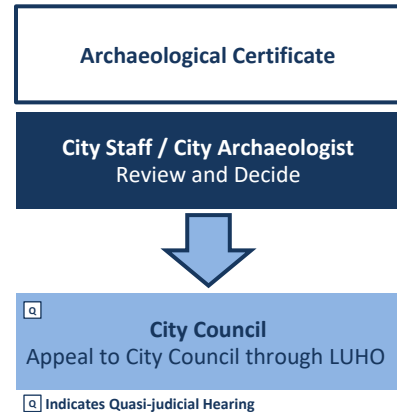 Archaeological Certificate
City Staff / City Archaeologist
Review and Decide
Q
City Council
Appeal to City Council through LUHO
Q Indicates Quasi-judicial Hearing